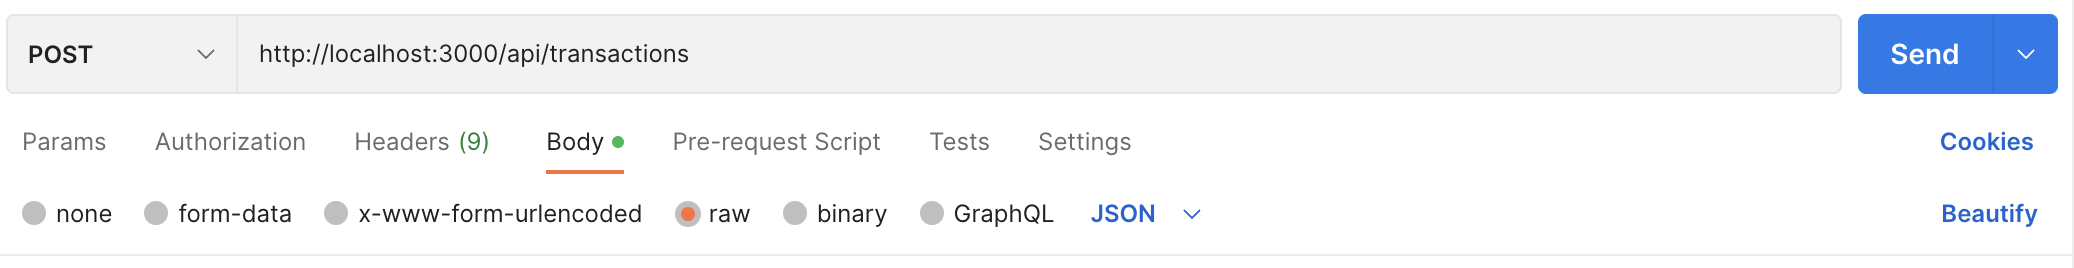 POST http://localhost:3000/api/transactions Send
Params Authorization Headers (9) Body Pre-request Script Tests Settings Cookies
none form-data x-www-form-urlencoded raw binary GraphQL JSON Beautify